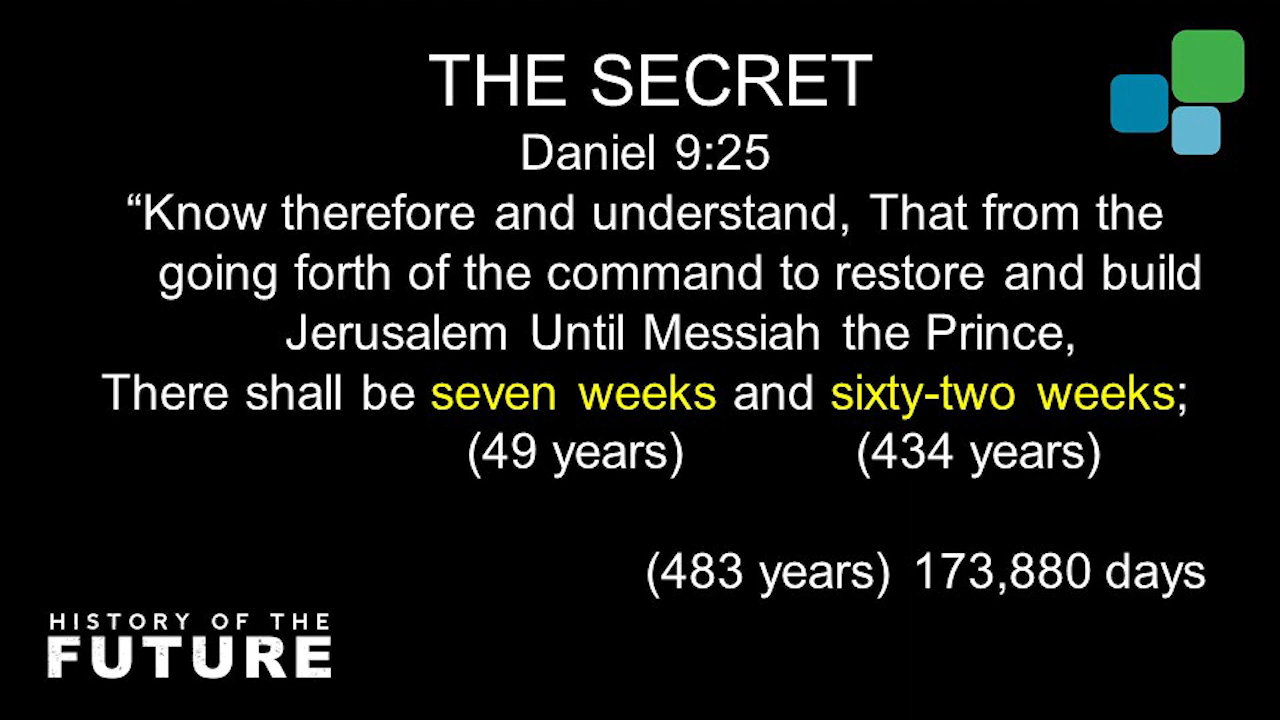 THE SECRET
Daniel 9:25
“Know therefore and understand, That from the
going forth of the command to restore and build
Jerusalem Until Messiah the Prince,
There shall be seven weeks and sixty-two weeks;
(49 years) (434 years)
(483 years) 173,880 days
HISTORY OF THE
FUTURE